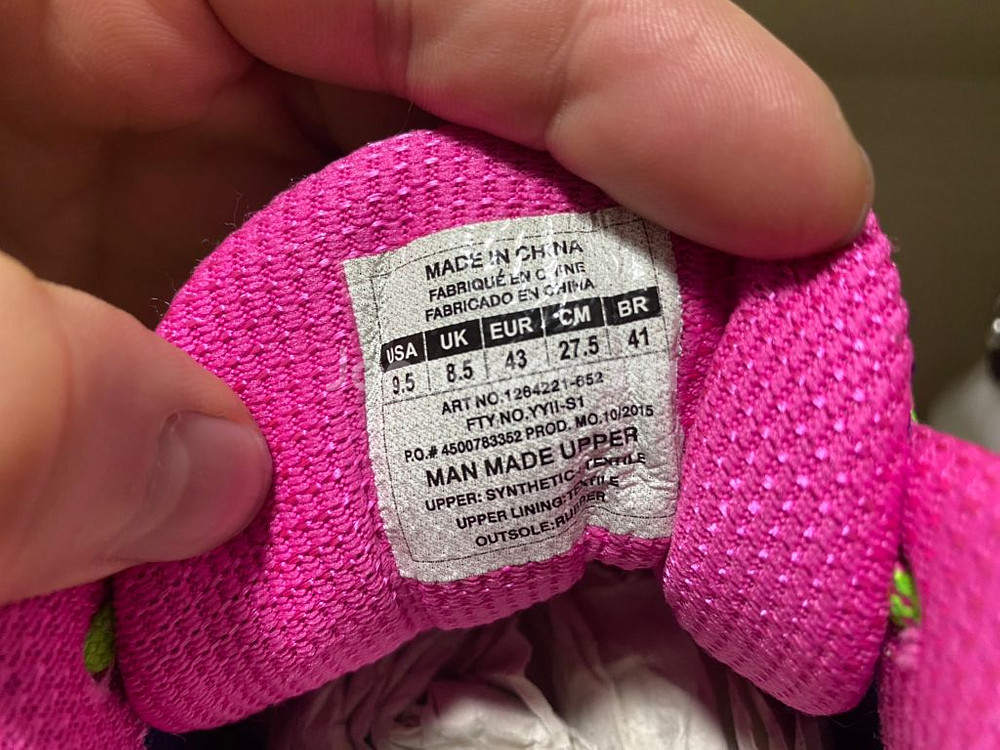 MADE IN CHINA
FABRIQUÉ EN CHINE
FABRICADO EN CHINA
USA UK EUR CM BR
9.5 8.5 43 27.5 41
ART NO.1264221-652
FTY NO.YYII-S1
P.O.# 4500783352 PROD. MO.10/2015
MAN MADE UPPER
UPPER: SYNTHETIC, TEXTILE
UPPER LINING:TEXTILE
OUTSOLE:RUBBER